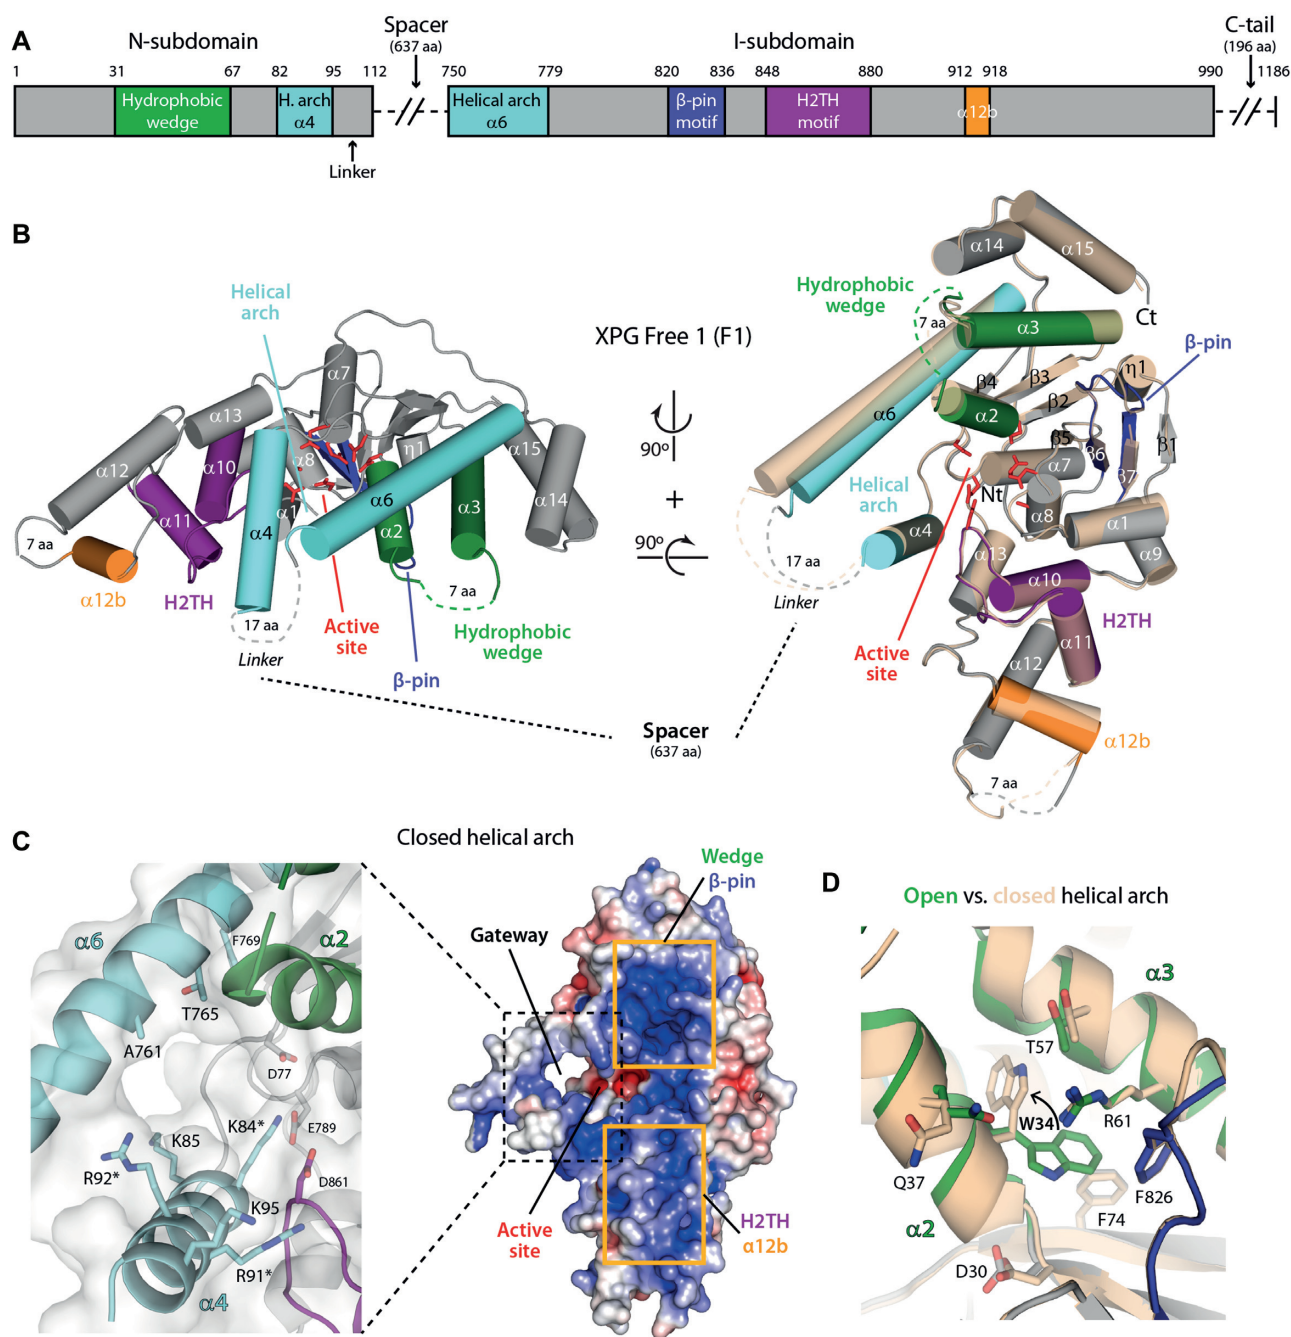 A
N-subdomain
Spacer
(637 aa)
I-subdomain
C-tail
(196 aa)
1 31 67 82 95 112 750 779 820 836 848 880 912 918 990 1186
Hydrophobic
wedge
H. arch
α4
Helical arch
α6
β-pin
motif
H2TH
motif
α12b
Linker
B
Helical
arch
α7
α13
α12
α10
α8
η1
α15
α6
α11
α1
α4
α2
α3
α14
7 aa
α12b
H2TH
17 aa
Linker
Active
site
7 aa
Hydrophobic
wedge
β-pin
XPG Free 1 (F1)
90º
+
90º
Spacer
(637 aa)
α14
α15
Hydrophobic
wedge
7 aa
α3
Ct
β-pin
β4
β3
η1
α6
α2
β2
β5
β6
β1
α7
β7
Nt
Helical
arch
α4
α8
α1
α13
α9
17 aa
α10
Linker
H2TH
Active
site
α11
α12
α12b
7 aa
C
Closed helical arch
α6
F769
α2
T765
A761
D77
K85
K84*
E789
R92*
D861
K95
R91*
α4
Wedge
β-pin
Gateway
Active
site
H2TH
α12b
D
Open vs. closed helical arch
α3
T57
W34
R61
Q37
F826
α2
F74
D30